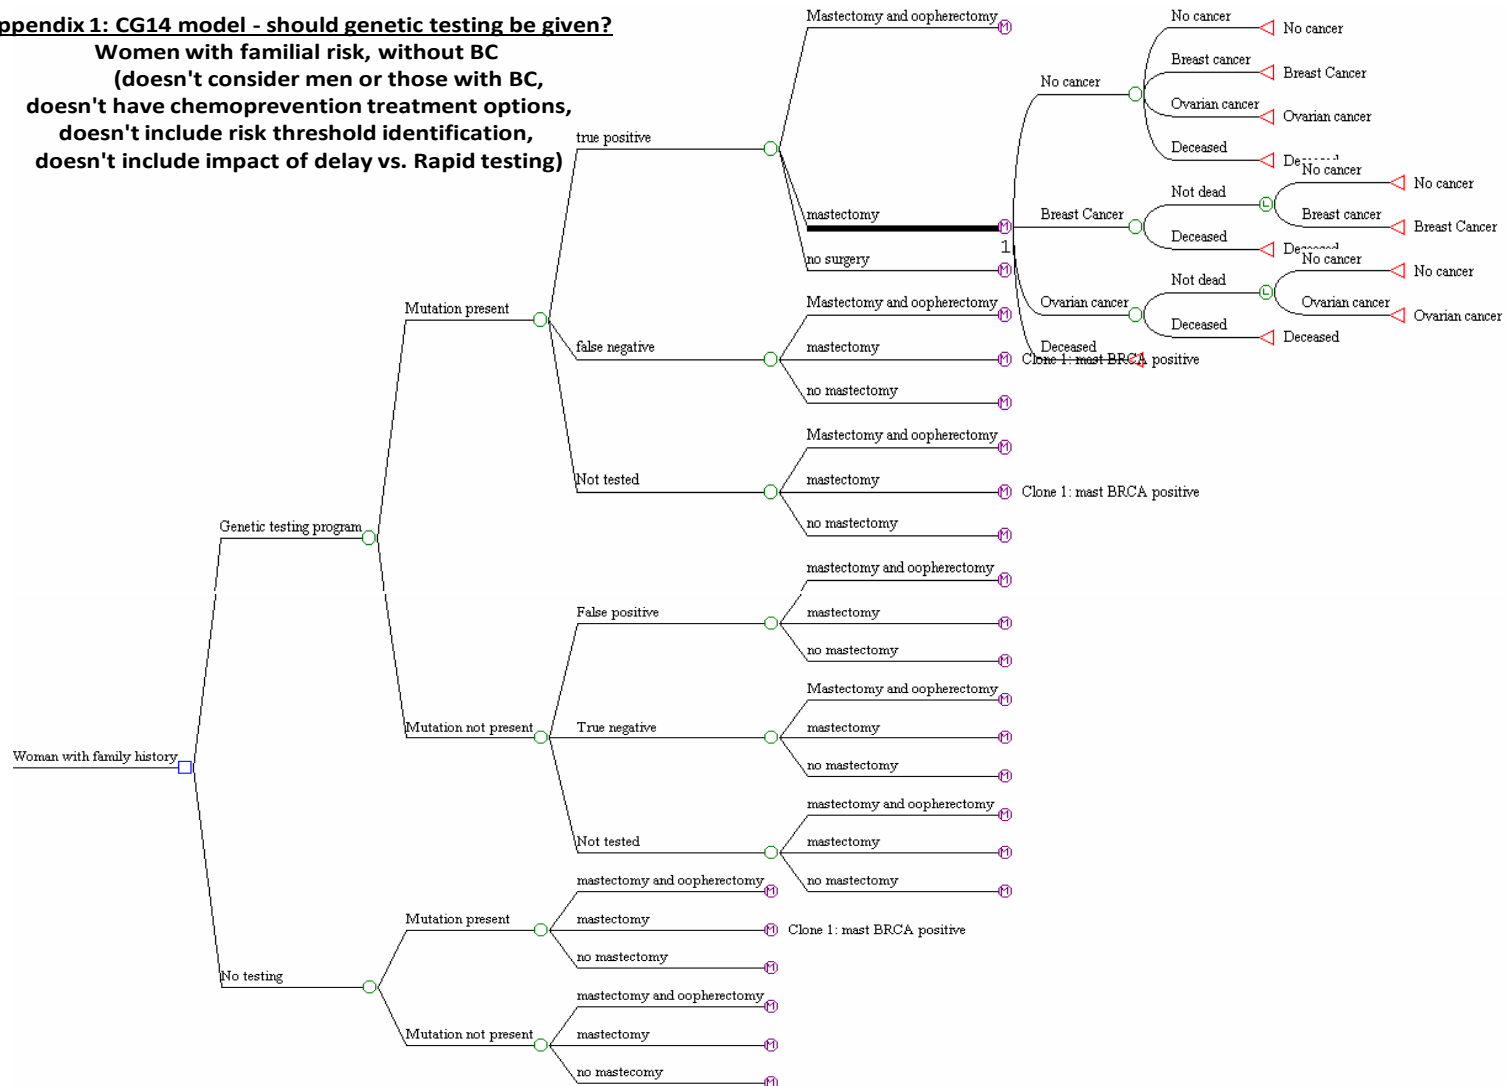 ppendix 1: CG14 model - should genetic testing be given?
Women with familial risk, without BC
(doesn't consider men or those with BC,
doesn't have chemoprevention treatment options,
doesn't include risk threshold identification,
doesn't include impact of delay vs. Rapid testing)
Woman with family history
Genetic testing program
Mutation present
true positive
Mastectomy and oopherectomy
M
mastectomy
M
1
No cancer
No cancer
No cancer
Breast cancer
Breast Cancer
Ovarian cancer
Ovarian cancer
Deceased
Breast Cancer
Not dead
L
No cancer
No cancer
Breast cancer
Breast Cancer
Deceased
Ovarian cancer
Not dead
L
No cancer
No cancer
Ovarian cancer
Ovarian cancer
Deceased
Deceased
Deceased
no surgery
M
false negative
Mastectomy and oopherectomy
M
mastectomy
M
Clone 1: mast BRCA positive
no mastectomy
M
Not tested
Mastectomy and oopherectomy
M
mastectomy
M
Clone 1: mast BRCA positive
no mastectomy
M
Mutation not present
False positive
mastectomy and oopherectomy
M
mastectomy
M
no mastectomy
M
True negative
Mastectomy and oopherectomy
M
mastectomy
M
no mastectomy
M
Not tested
mastectomy and oopherectomy
M
mastectomy
M
no mastectomy
M
No testing
Mutation present
mastectomy and oopherectomy
M
mastectomy
M
Clone 1: mast BRCA positive
no mastectomy
M
Mutation not present
mastectomy and oopherectomy
M
mastectomy
M
no mastecomy
M